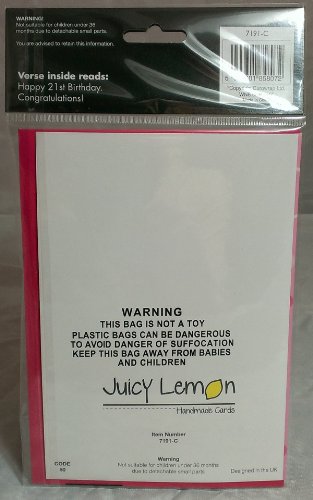 WARNING!
Not suitable for children under 36
months due to detachable small parts.
You are advised to retain this information.
Verse inside reads:
Happy 21st Birthday.
Congratulations!
7191-C
WARNING
THIS BAG IS NOT A TOY
PLASTIC BAGS CAN BE DANGEROUS
TO AVOID DANGER OF SUFFOCATION
KEEP THIS BAG AWAY FROM BABIES
AND CHILDREN
Juicy Lemon
Handmade Cards
Item Number
7191-C
Warning
Not suitable for children under 36 months
due to detachable small parts
CODE
50
Designed in the UK